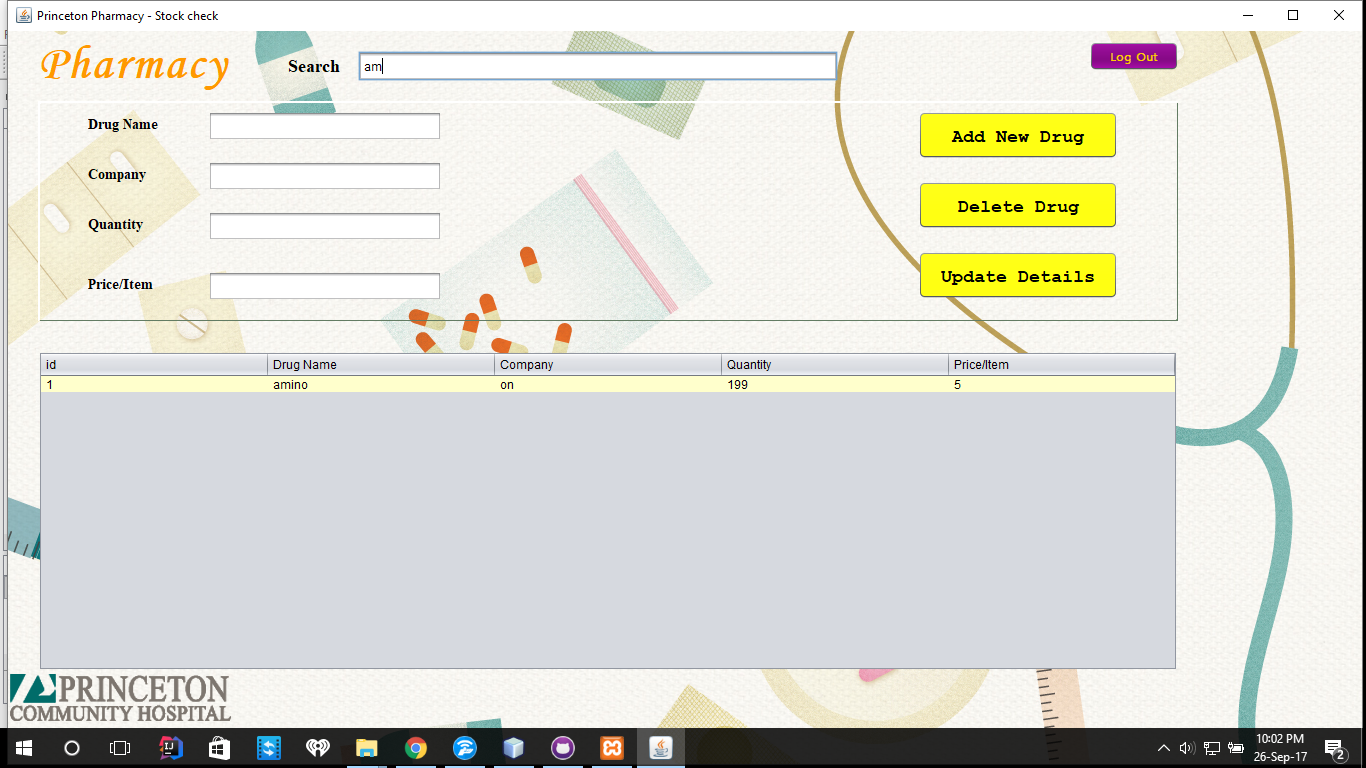 Princeton Pharmacy - Stock check
Pharmacy
Search
am
Log Out
Drug Name
Company
Quantity
Price/Item
Add New Drug
Delete Drug
Update Details
id Drug Name Company Quantity Price/Item
1 amino on 199 5
PRINCETON
COMMUNITY HOSPITAL
IJ
10:02 PM
26-Sep-17
2